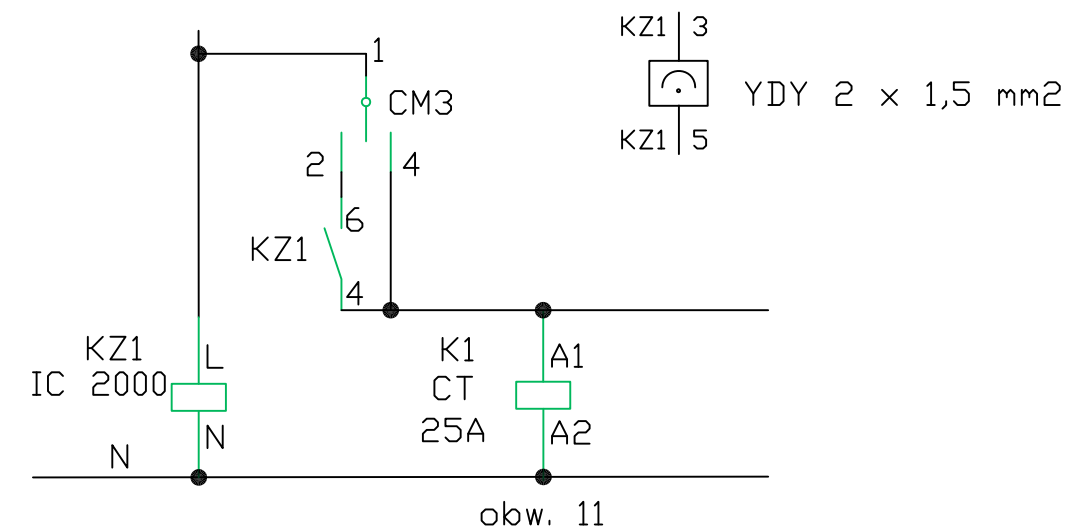 KZ1 3
1
CM3
YDY 2 x 1,5 mm2
KZ1 5
2
4
6
KZ1
4
KZ1
L
IC 2000
K1
A1
CT
25A
A2
N
N
obw. 11